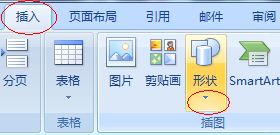 插入 页面布局 引用 邮件 审阅
分页 表格 图片 剪贴画 形状 SmartArt
表格 插图